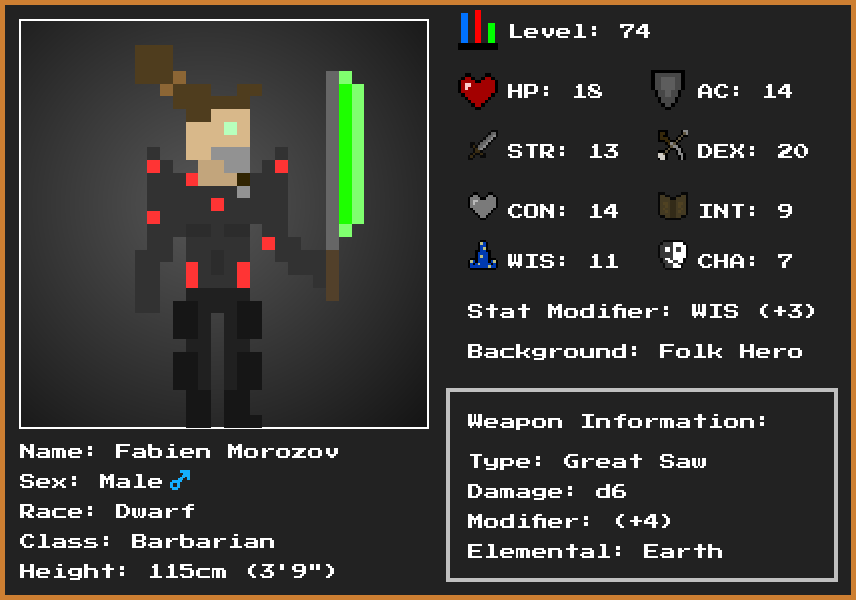 Level: 74
HP: 18 AC: 14
STR: 13 DEX: 20
CON: 14 INT: 9
WIS: 11 CHA: 7
Stat Modifier: WIS (+3)
Background: Folk Hero
Weapon Information:
Type: Great Saw
Damage: d6
Modifier: (+4)
Elemental: Earth
Name: Fabien Morozov
Sex: Male ♂
Race: Dwarf
Class: Barbarian
Height: 115cm (3'9")